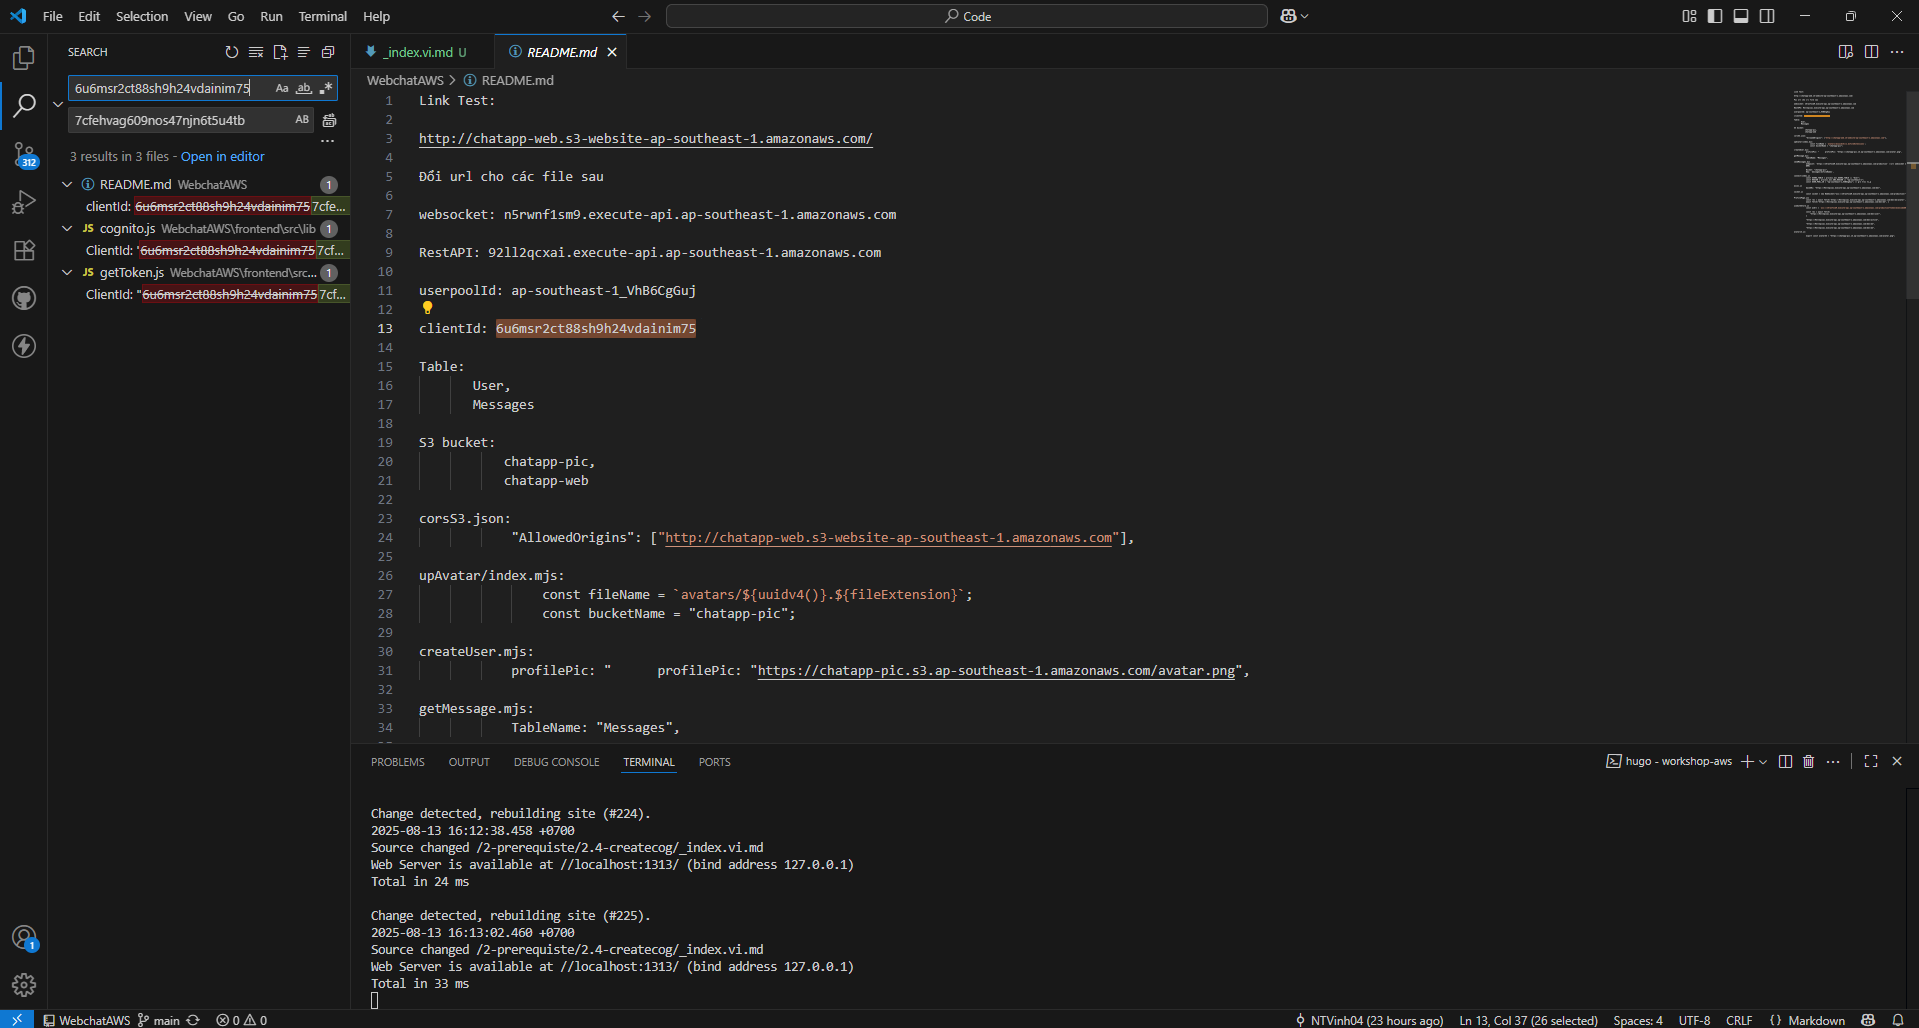 File Edit Selection View Go Run Terminal Help
Code
SEARCH
6u6msr2ct88sh9h24vdainim75
Aa ab .*
7cfehvag609nos47njn6t5u4tb
AB
3 results in 3 files - Open in editor
README.md WebchatAWS 1
clientId: 6u6msr2ct88sh9h24vdainim757cfe...
JS cognito.js WebchatAWS\frontend\src\lib 1
ClientId: "6u6msr2ct88sh9h24vdainim757cf...
JS getToken.js WebchatAWS\frontend\src... 1
ClientId: "6u6msr2ct88sh9h24vdainim757cf...
312
1
_index.vi.md U
README.md
WebchatAWS > README.md
1 Link Test:
2
3 http://chatapp-web.s3-website-ap-southeast-1.amazonaws.com/
4
5 Đổi url cho các file sau
6
7 websocket: n5rwnf1sm9.execute-api.ap-southeast-1.amazonaws.com
8
9 RestAPI: 92ll2qcxai.execute-api.ap-southeast-1.amazonaws.com
10
11 userpoolId: ap-southeast-1_VhB6CgGuj
12
13 clientId: 6u6msr2ct88sh9h24vdainim75
14
15 Table:
16 User,
17 Messages
18
19 S3 bucket:
20 chatapp-pic,
21 chatapp-web
22
23 corsS3.json:
24 "AllowedOrigins": ["http://chatapp-web.s3-website-ap-southeast-1.amazonaws.com"],
25
26 upAvatar/index.mjs:
27 const fileName = `avatars/${uuidv4()}.${fileExtension}`;
28 const bucketName = "chatapp-pic";
29
30 createUser.mjs:
31 profilePic: " profilePic: "https://chatapp-pic.s3.ap-southeast-1.amazonaws.com/avatar.png",
32
33 getMessage.mjs:
34 TableName: "Messages",
PROBLEMS OUTPUT DEBUG CONSOLE TERMINAL PORTS
hugo - workshop-aws
Change detected, rebuilding site (#224).
2025-08-13 16:12:38.458 +0700
Source changed /2-prerequiste/2.4-createcog/_index.vi.md
Web Server is available at //localhost:1313/ (bind address 127.0.0.1)
Total in 24 ms
Change detected, rebuilding site (#225).
2025-08-13 16:13:02.460 +0700
Source changed /2-prerequiste/2.4-createcog/_index.vi.md
Web Server is available at //localhost:1313/ (bind address 127.0.0.1)
Total in 33 ms
WebchatAWS main 0 0
NTVinh04 (23 hours ago) Ln 13, Col 37 (26 selected) Spaces: 4 UTF-8 CRLF {} Markdown